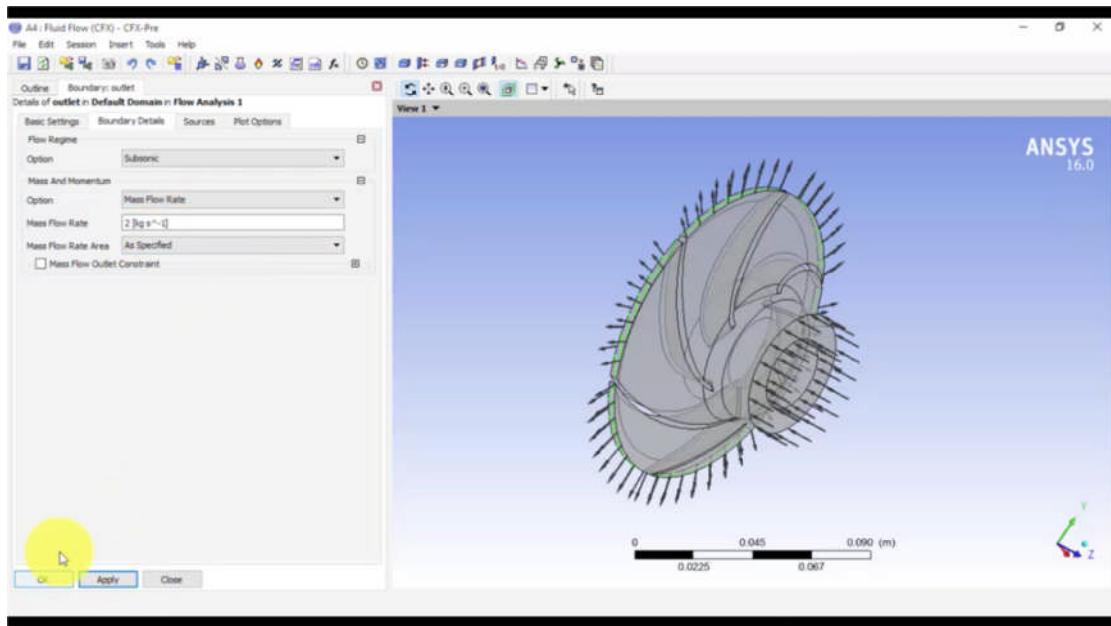 A4 : Fluid Flow (CFX) - CFX-Pre
File Edit Session Insert Tools Help
Outline Boundary: outlet
Details of outlet in Default Domain in Flow Analysis 1
Basic Settings Boundary Details Sources Plot Options
Flow Regime
Option Subsonic
Mass And Momentum
Option Mass Flow Rate
Mass Flow Rate 2 [kg s^-1]
Mass Flow Rate Area As Specified
Mass Flow Outlet Constraint
OK Apply Close
View 1
ANSYS
16.0
0 0.045 0.090 (m)
0.0225 0.067
Y
Z